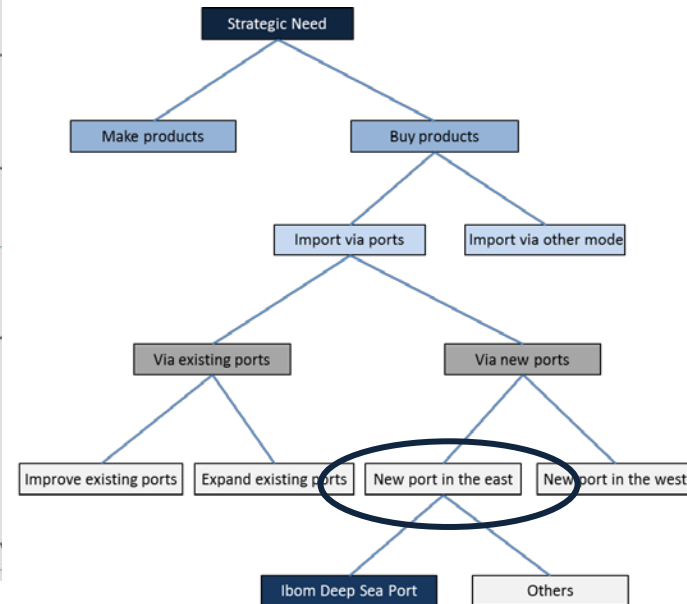 Strategic Need
Make products
Buy products
Import via ports
Import via other mode
Via existing ports
Via new ports
Improve existing ports
Expand existing ports
New port in the east
New port in the west
Ibom Deep Sea Port
Others